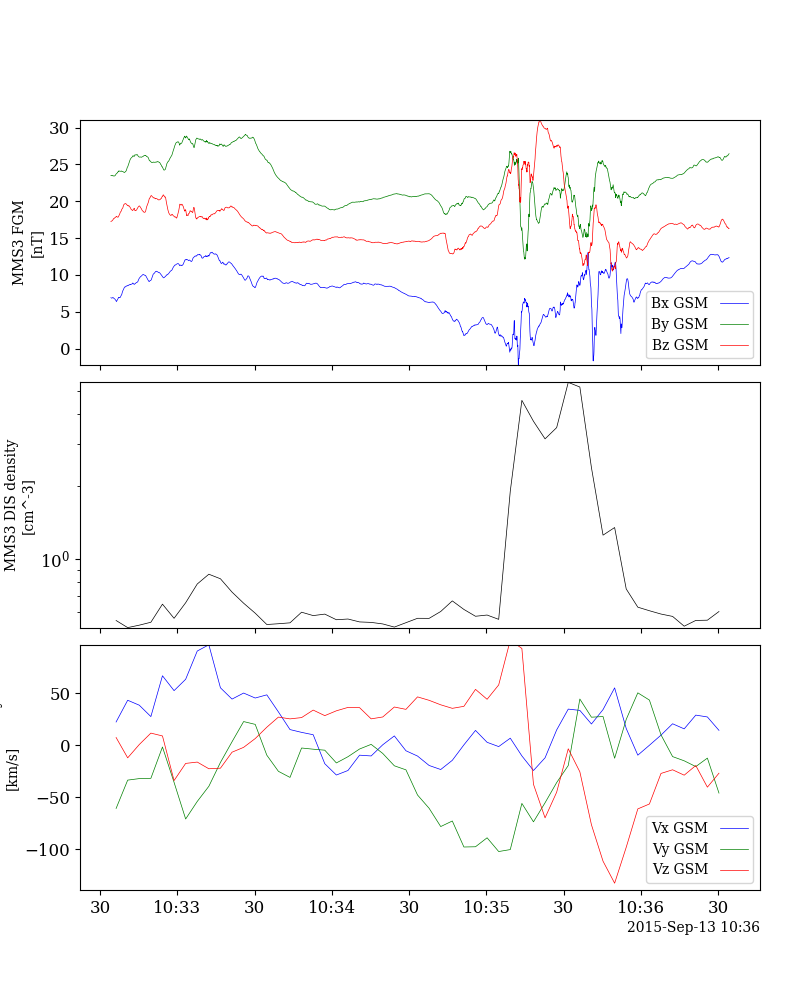 30
25
20
15
10
5
0
MMS3 FGM
[nT]
Bx GSM
By GSM
Bz GSM
10^0
MMS3 DIS density
[cm^-3]
50
0
−50
−100
[km/s]
Vx GSM
Vy GSM
Vz GSM
30 10:33 30 10:34 30 10:35 30 10:36 30
2015-Sep-13 10:36